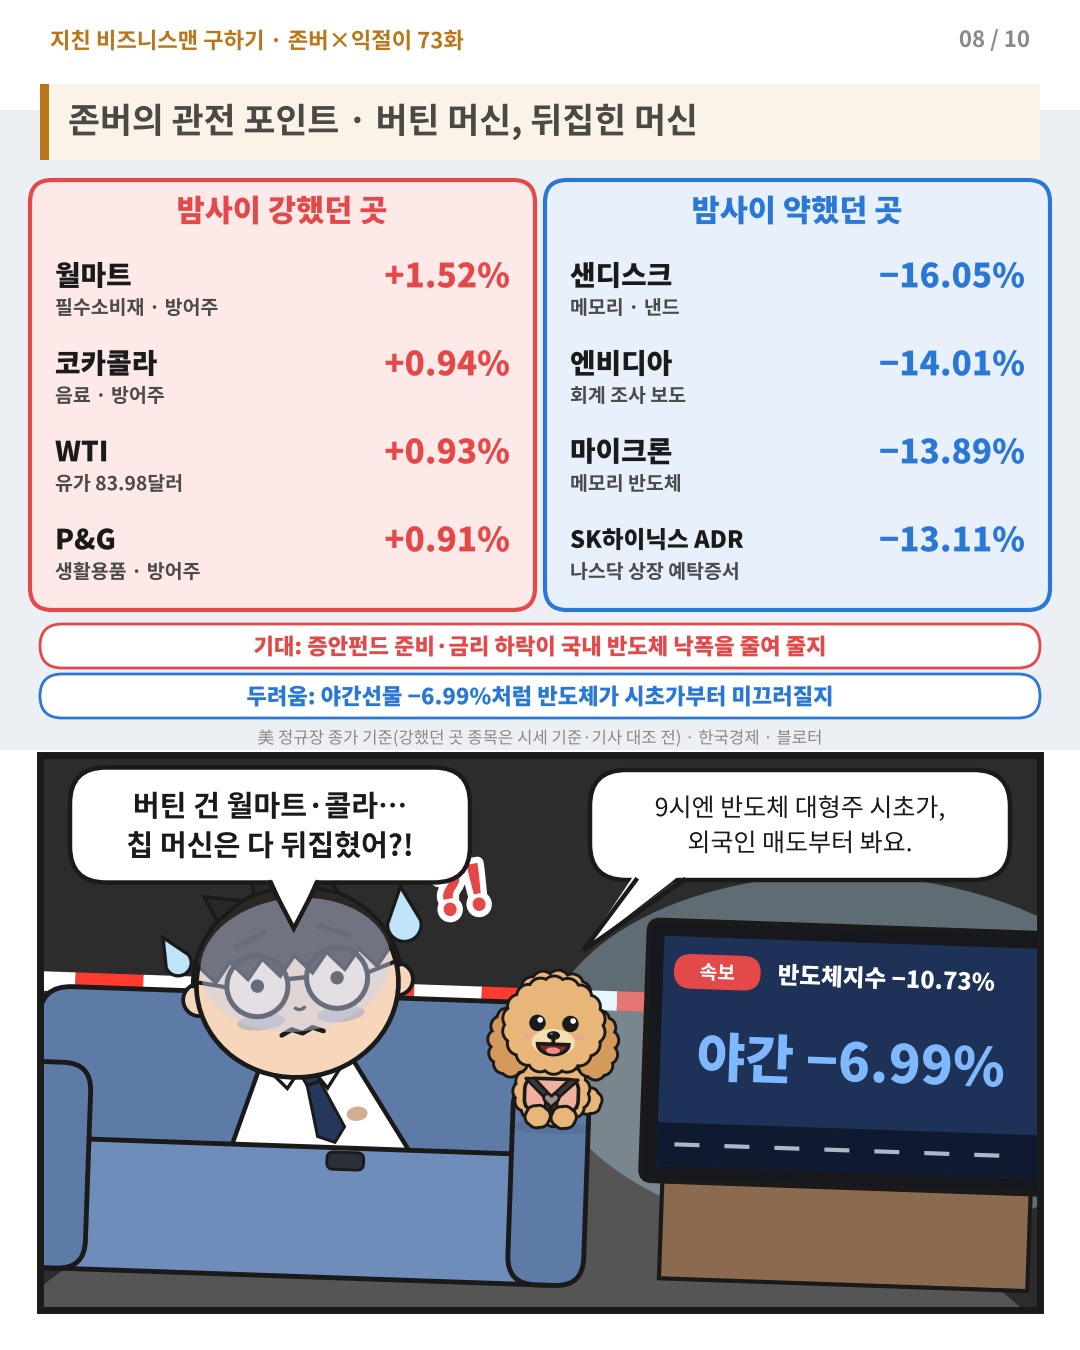 지친 비즈니스맨 구하기 · 존버×익절이 73화
08 / 10
존버의 관전 포인트 · 버틴 머신, 뒤집힌 머신
밤사이 강했던 곳
월마트 +1.52%
필수소비재 · 방어주
코카콜라 +0.94%
음료 · 방어주
WTI +0.93%
유가 83.98달러
P&G +0.91%
생활용품 · 방어주
밤사이 약했던 곳
샌디스크 −16.05%
메모리 · 낸드
엔비디아 −14.01%
회계 조사 보도
마이크론 −13.89%
메모리 반도체
SK하이닉스 ADR −13.11%
나스닥 상장 예탁증서
기대: 증안펀드 준비·금리 하락이 국내 반도체 낙폭을 줄여 줄지
두려움: 야간선물 −6.99%처럼 반도체가 시초가부터 미끄러질지
美 정규장 종가 기준(강했던 곳 종목은 시세 기준·기사 대조 전) · 한국경제 · 블로터
버틴 건 월마트·콜라…
칩 머신은 다 뒤집혔어?!
9시엔 반도체 대형주 시초가,
외국인 매도부터 봐요.
?!
속보 반도체지수 −10.73%
야간 −6.99%